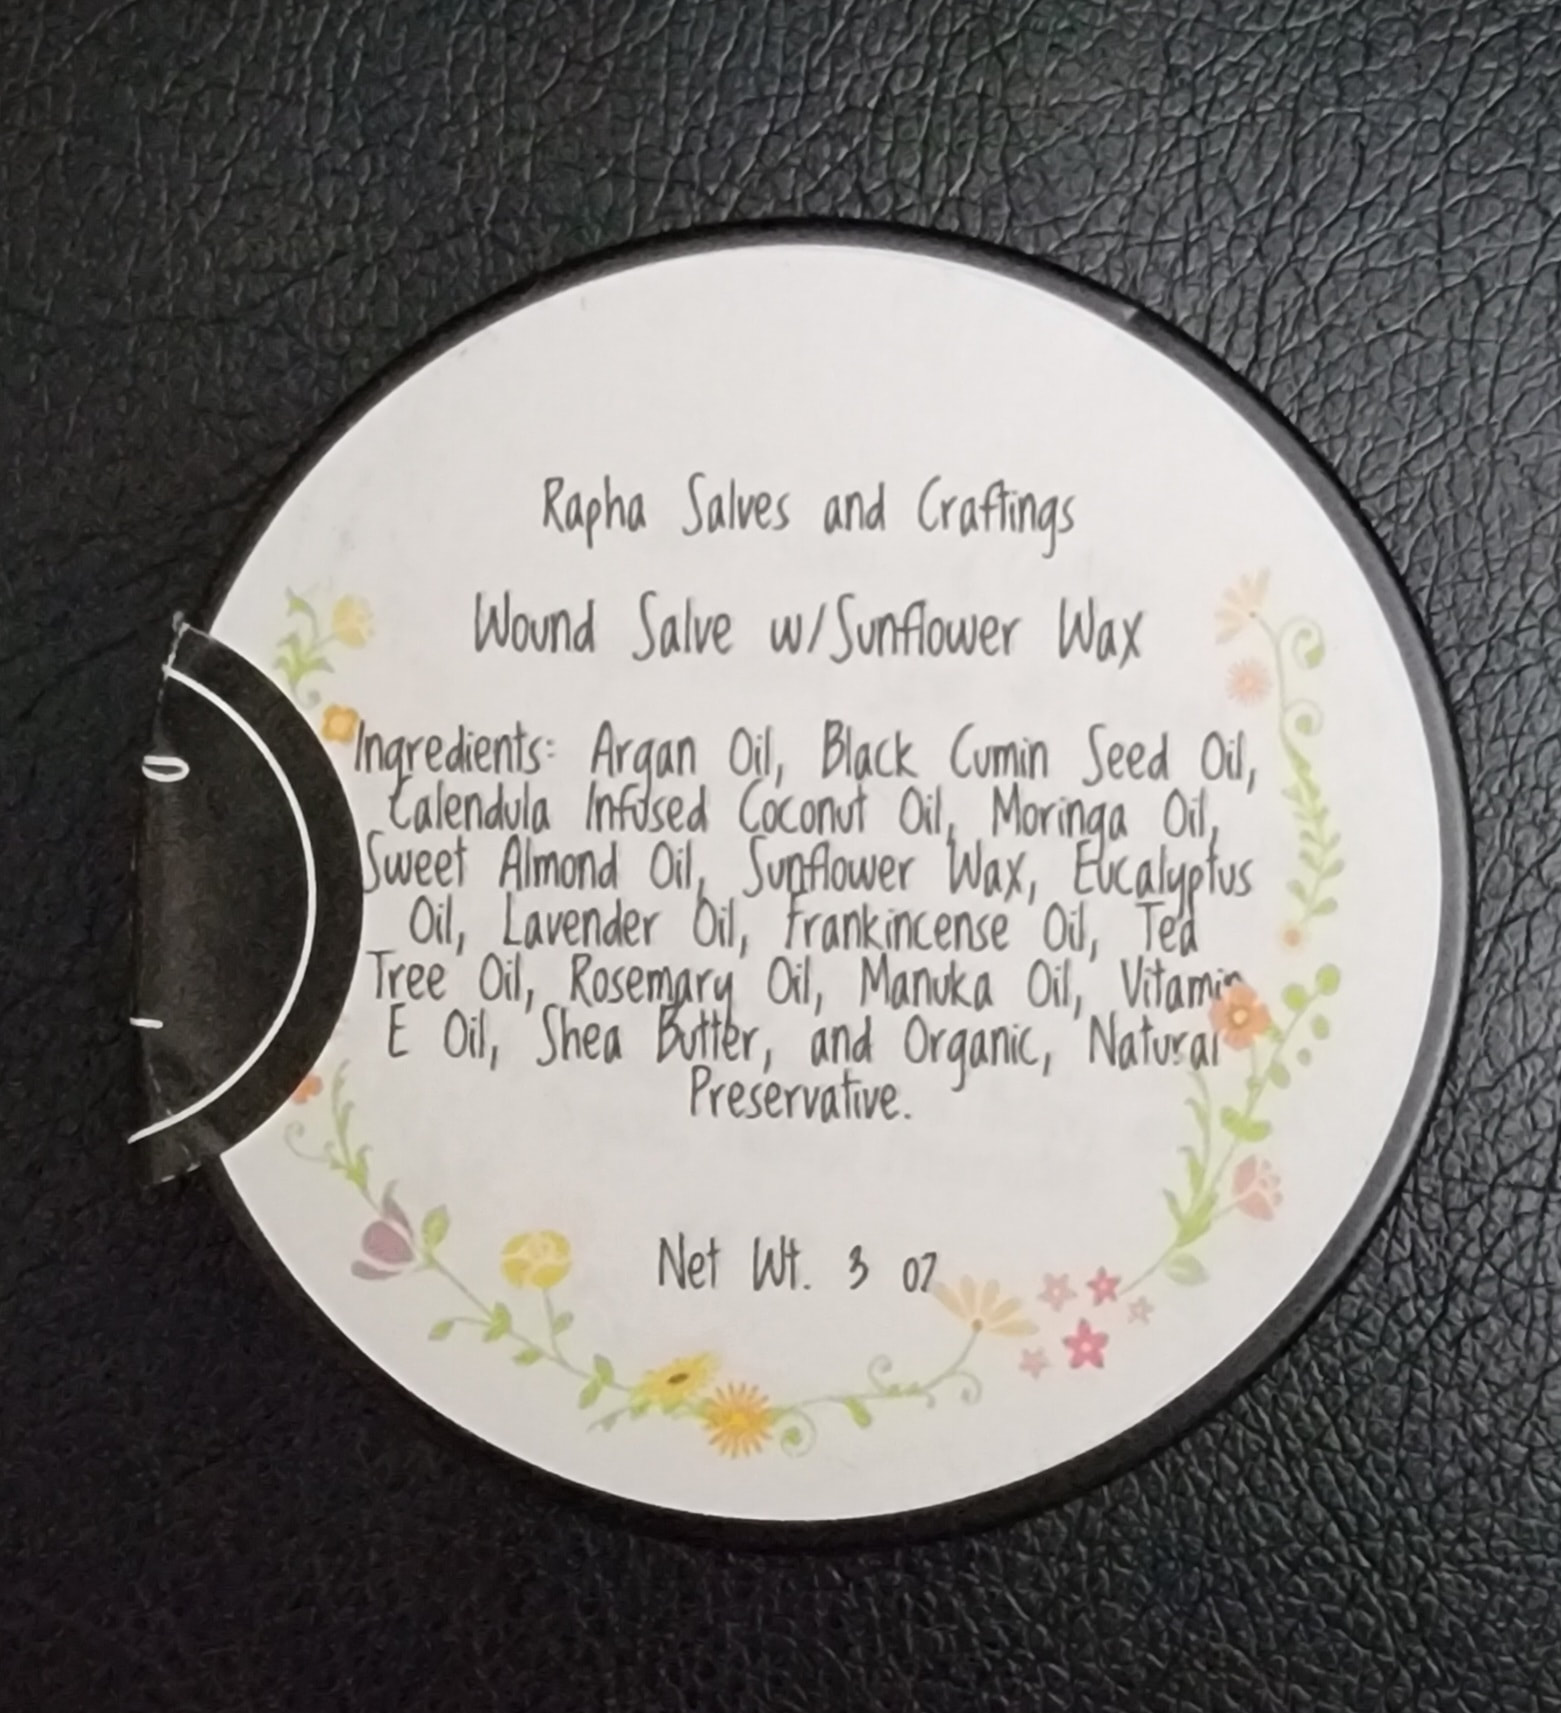 Rapha Salves and Craftings
Wound Salve w/Sunflower Wax
Ingredients: Argan Oil, Black Cumin Seed Oil,
Calendula Infused Coconut Oil, Moringa Oil,
Sweet Almond Oil, Sunflower Wax, Eucalyptus
Oil, Lavender Oil, Frankincense Oil, Tea
Tree Oil, Rosemary Oil, Manuka Oil, Vitamin
E Oil, Shea Butter, and Organic, Natural
Preservative.
Net Wt. 3 oz